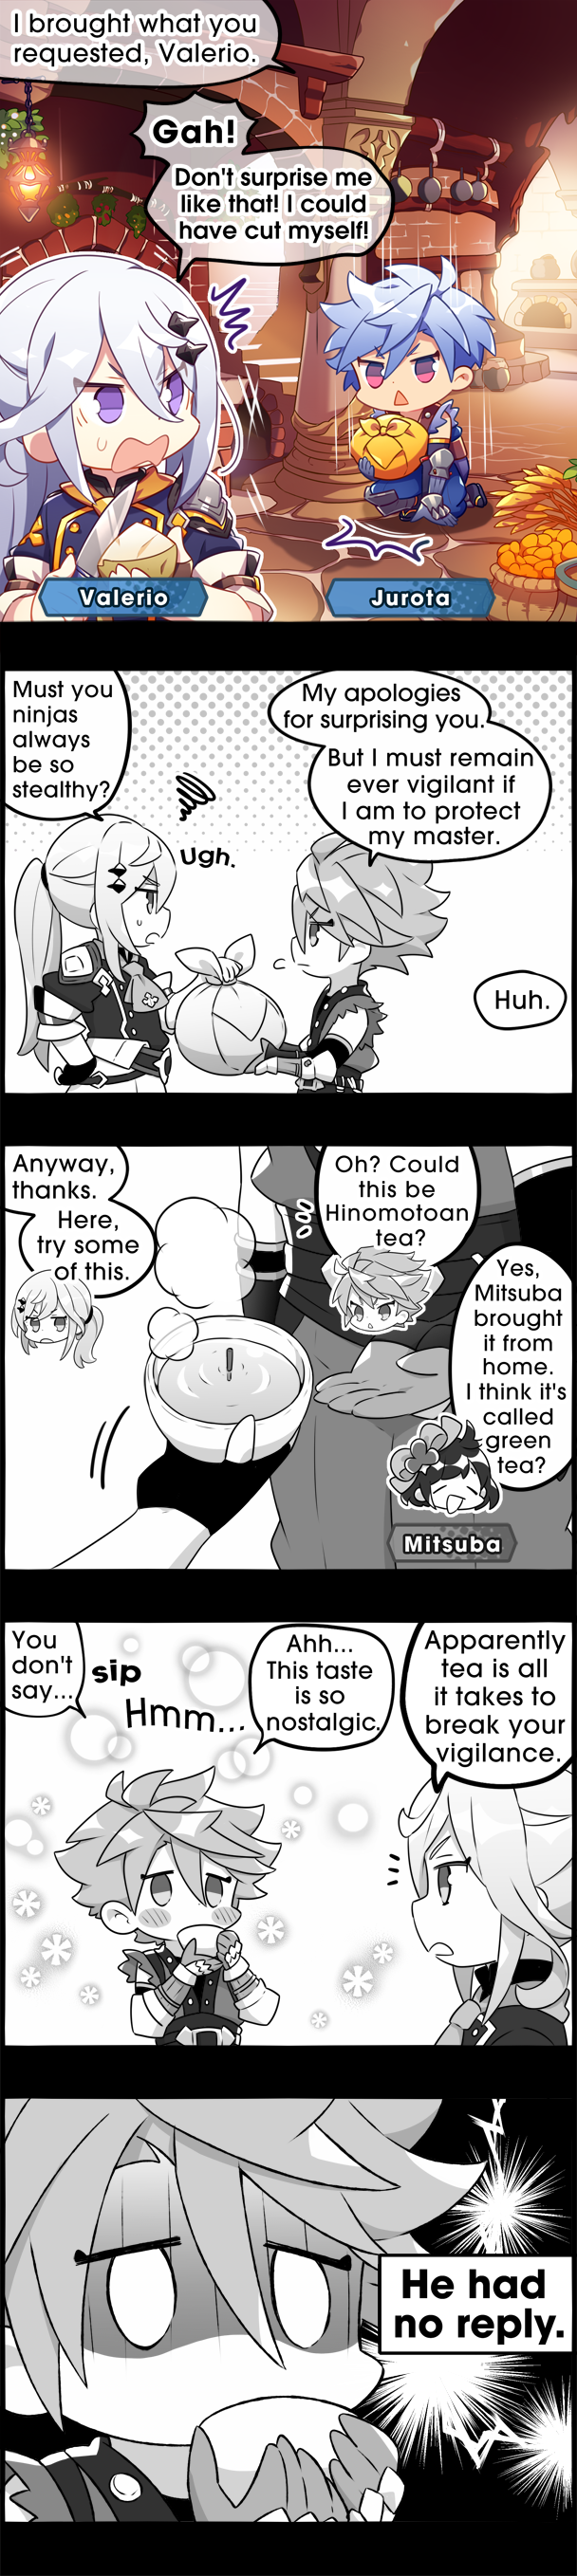 I brought what you
requested, Valerio.
Gah!
Don't surprise me
like that! I could
have cut myself!
Valerio
Jurota
Must you
ninjas
always
be so
stealthy?
My apologies
for surprising you.
But I must remain
ever vigilant if
I am to protect
my master.
Ugh.
Huh.
Anyway,
thanks.
Here,
try some
of this.
Oh? Could
this be
Hinomotoan
tea?
Yes,
Mitsuba
brought
it from
home.
I think it's
called
green
tea?
Mitsuba
You
don't
say...
sip
Hmm...
Ahh...
This taste
is so
nostalgic.
Apparently
tea is all
it takes to
break your
vigilance.
He had
no reply.